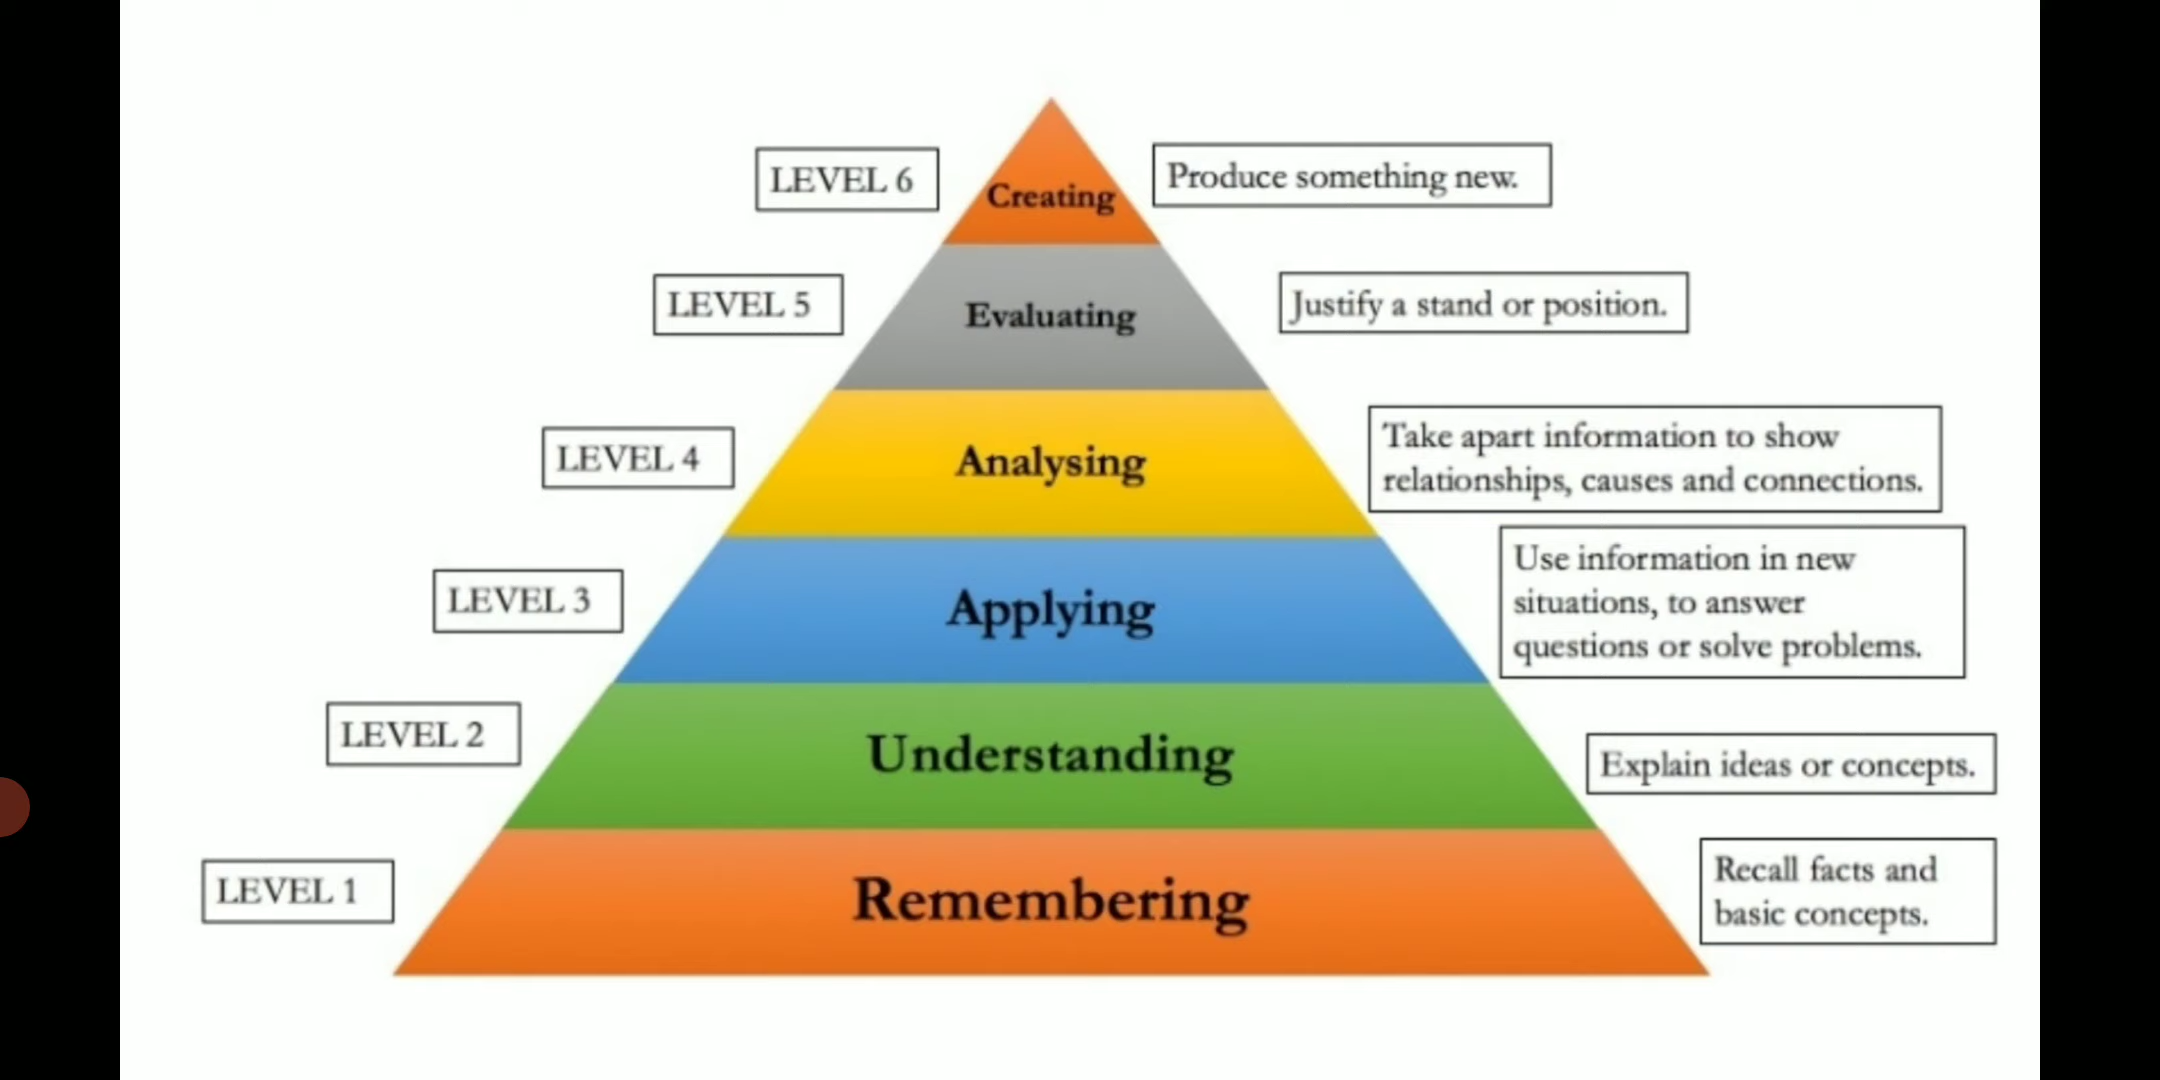 LEVEL 6
Creating
Produce something new.
LEVEL 5
Evaluating
Justify a stand or position.
LEVEL 4
Analysing
Take apart information to show
relationships, causes and connections.
LEVEL 3
Applying
Use information in new
situations, to answer
questions or solve problems.
LEVEL 2
Understanding
Explain ideas or concepts.
LEVEL 1
Remembering
Recall facts and
basic concepts.